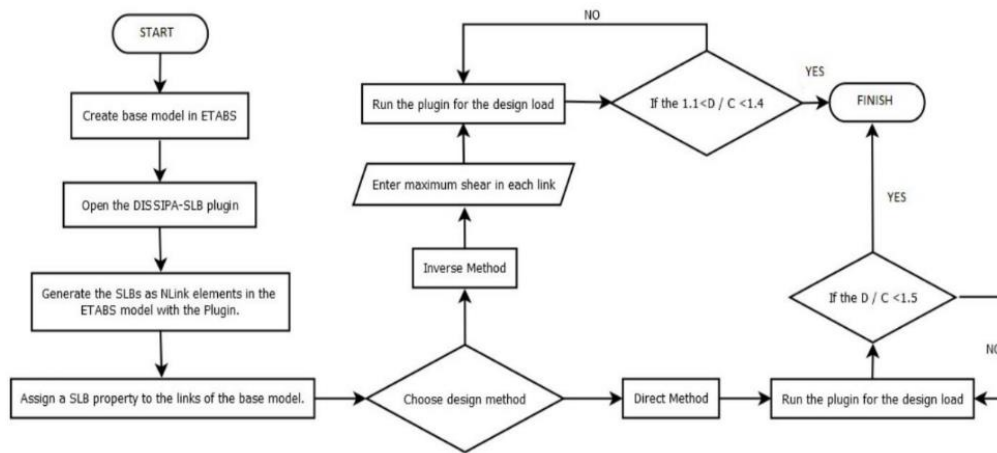 START
Create base model in ETABS
Open the DISSIPA-SLB plugin
Generate the SLBs as NLink elements in the
ETABS model with the Plugin.
Assign a SLB property to the links of the base model.
Choose design method
Inverse Method
Enter maximum shear in each link
Run the plugin for the design load
If the 1.1<D / C <1.4
NO
YES
FINISH
Direct Method
Run the plugin for the design load
If the D / C <1.5
YES
NO